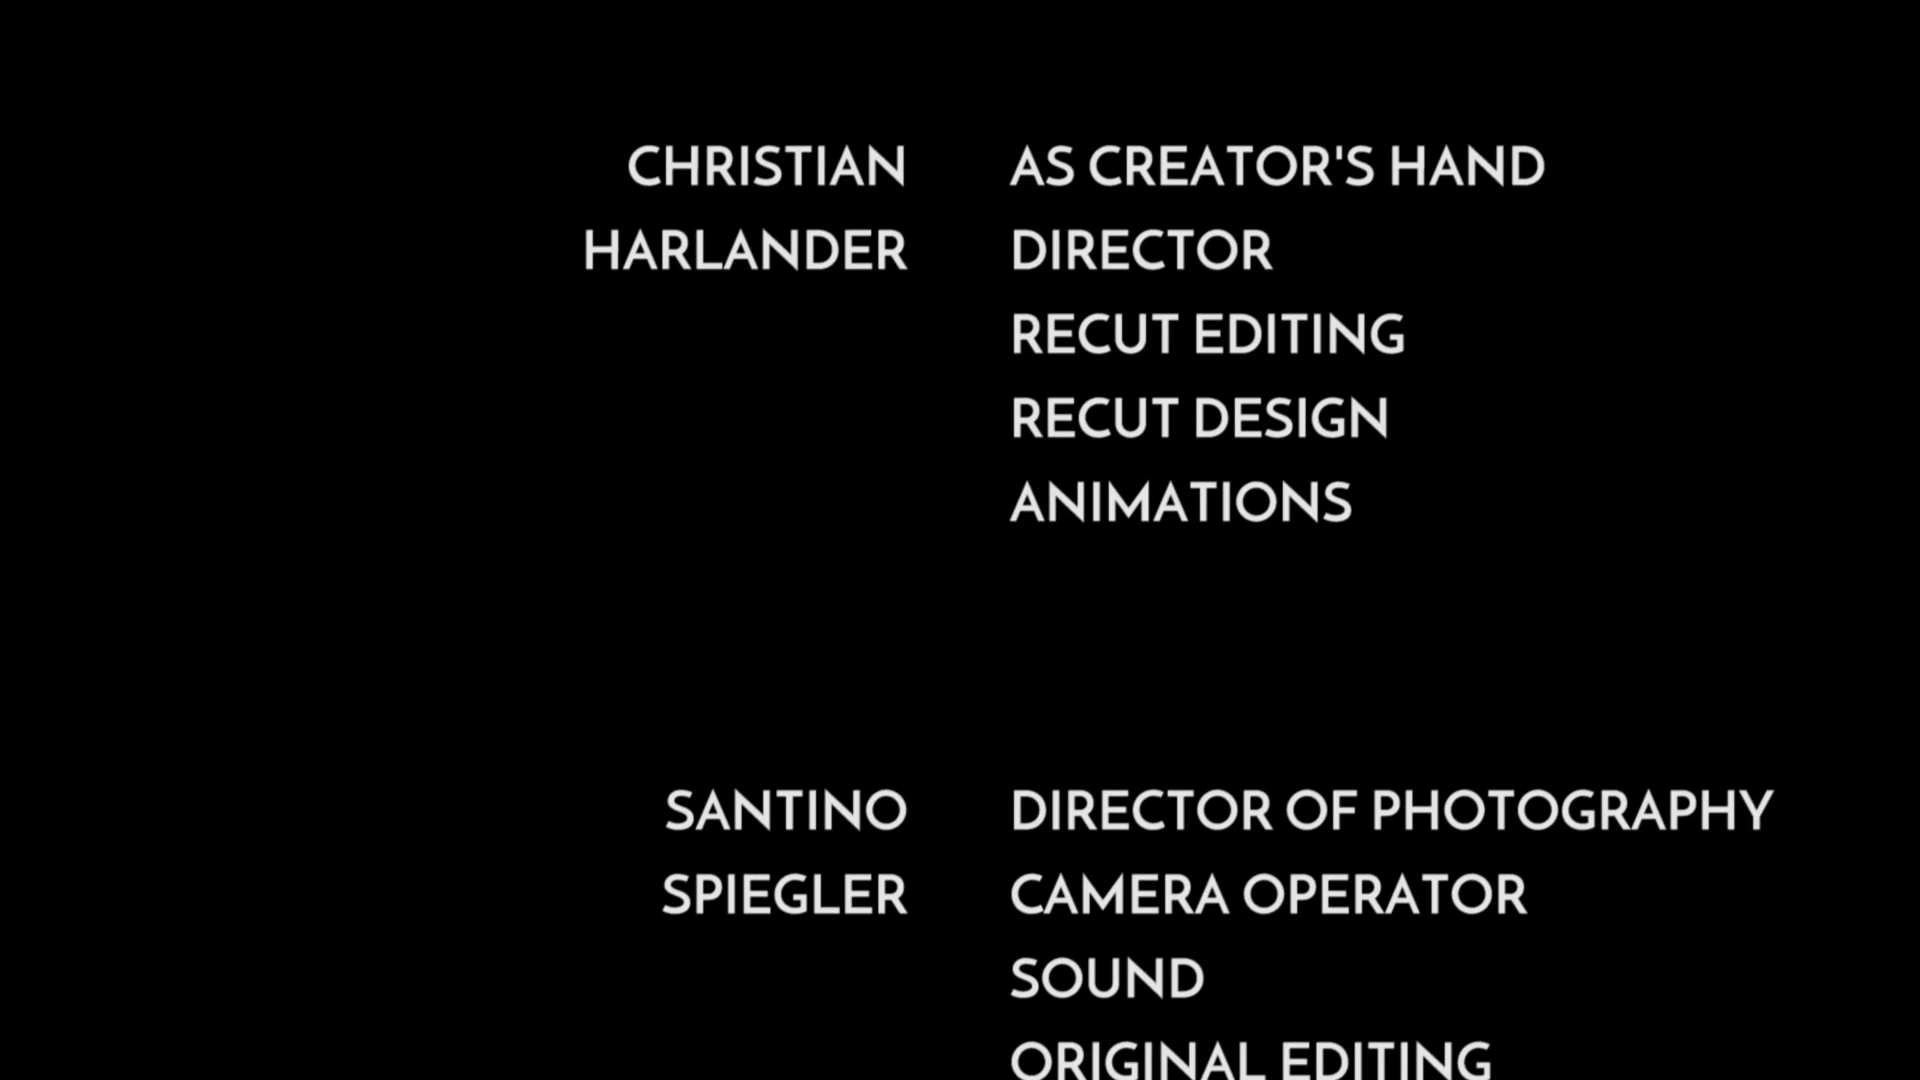 CHRISTIAN AS CREATOR'S HAND
HARLANDER DIRECTOR
RECUT EDITING
RECUT DESIGN
ANIMATIONS
SANTINO DIRECTOR OF PHOTOGRAPHY
SPIEGLER CAMERA OPERATOR
SOUND
ORIGINAL EDITING